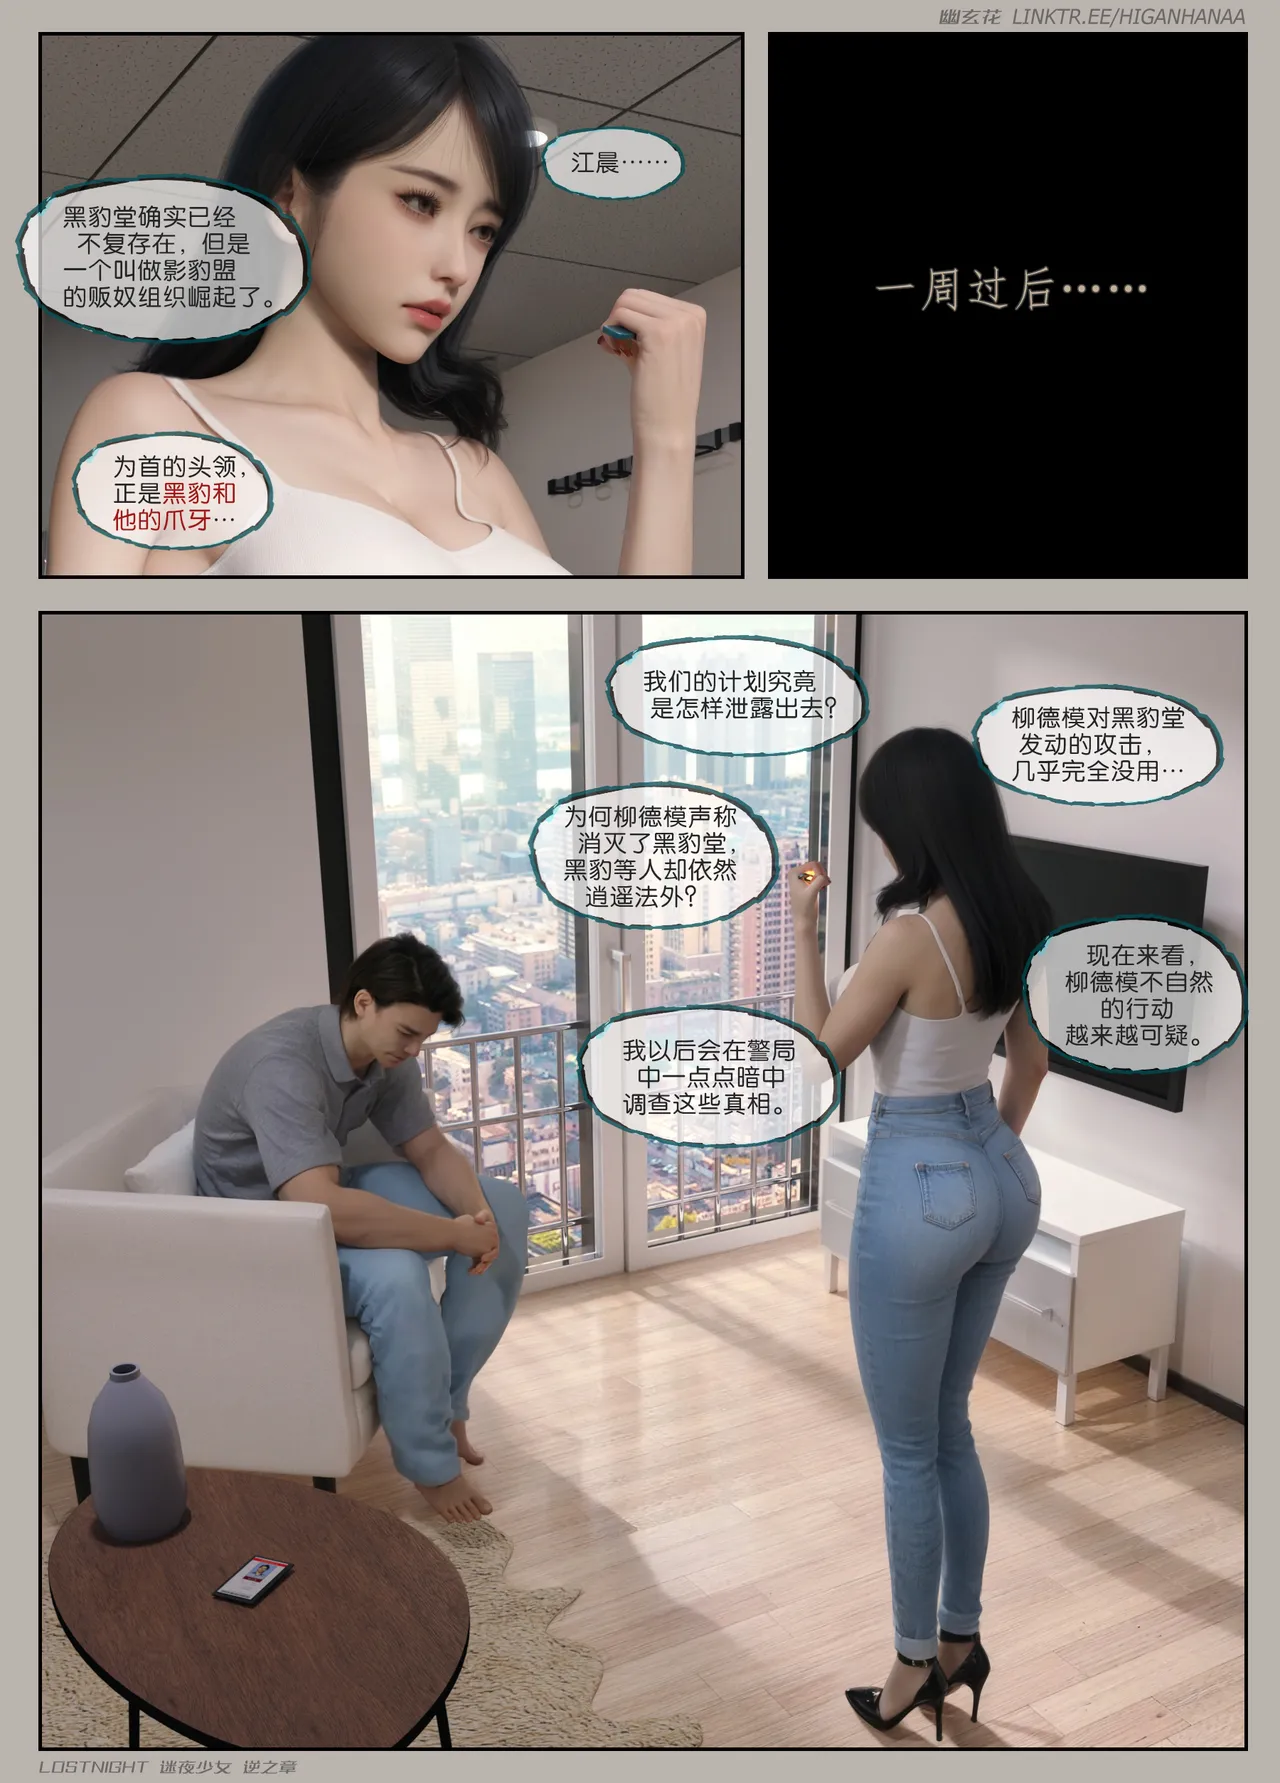 幽玄花 LINKTR.EE/HIGANHANAA
江晨……
黑豹堂确实已经
不复存在，但是
一个叫做影豹盟
的贩奴组织崛起了。
为首的头领，
正是黑豹和
他的爪牙…
一周过后……
我们的计划究竟
是怎样泄露出去？
柳德模对黑豹堂
发动的攻击，
几乎完全没用…
为何柳德模声称
消灭了黑豹堂，
黑豹等人却依然
逍遥法外？
现在来看，
柳德模不自然
的行动
越来越可疑。
我以后会在警局
中一点点暗中
调查这些真相。
LOSTNIGHT 迷夜少女 逆之章